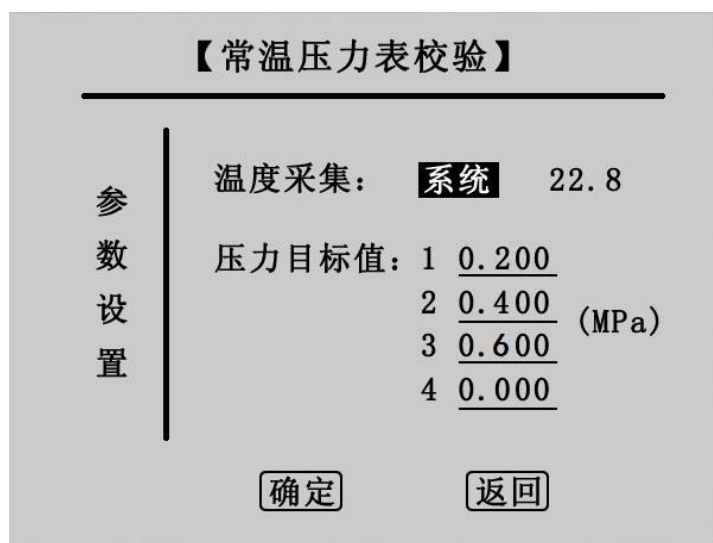 【常温压力表校验】
参数设置
温度采集： 系统 22.8
压力目标值：1 0.200
2 0.400
(MPa)
3 0.600
4 0.000
确定 返回